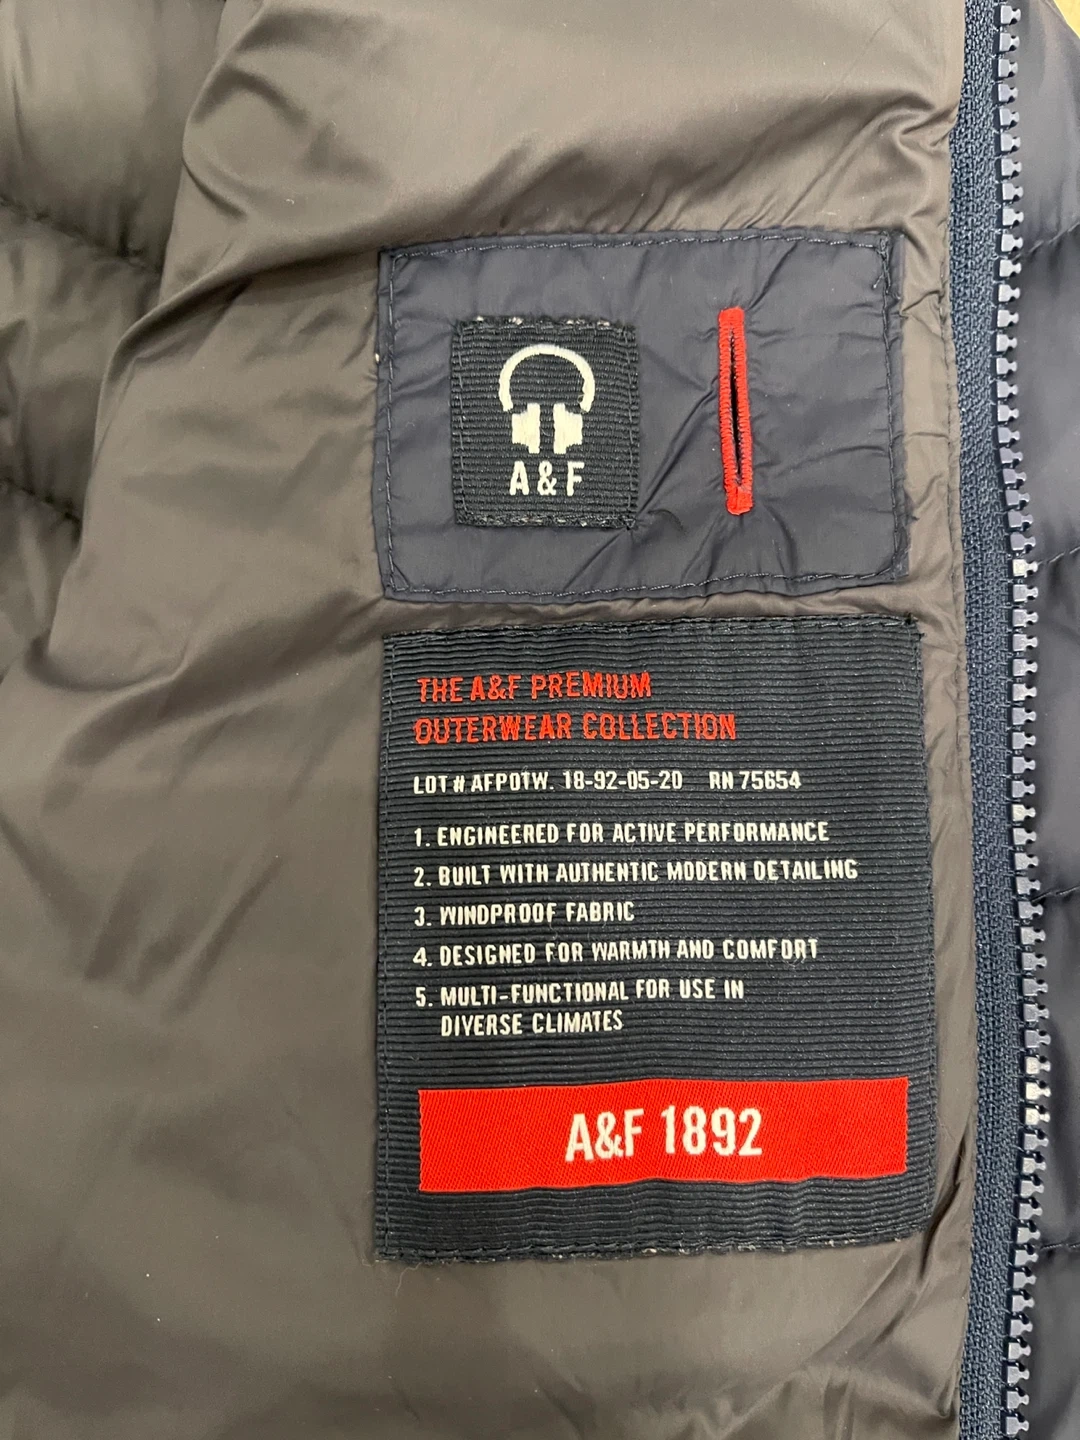 A&F
THE A&F PREMIUM
OUTERWEAR COLLECTION
LOT # AFPOTW. 18-92-05-20 RN 75654
1. ENGINEERED FOR ACTIVE PERFORMANCE
2. BUILT WITH AUTHENTIC MODERN DETAILING
3. WINDPROOF FABRIC
4. DESIGNED FOR WARMTH AND COMFORT
5. MULTI-FUNCTIONAL FOR USE IN
DIVERSE CLIMATES
A&F 1892